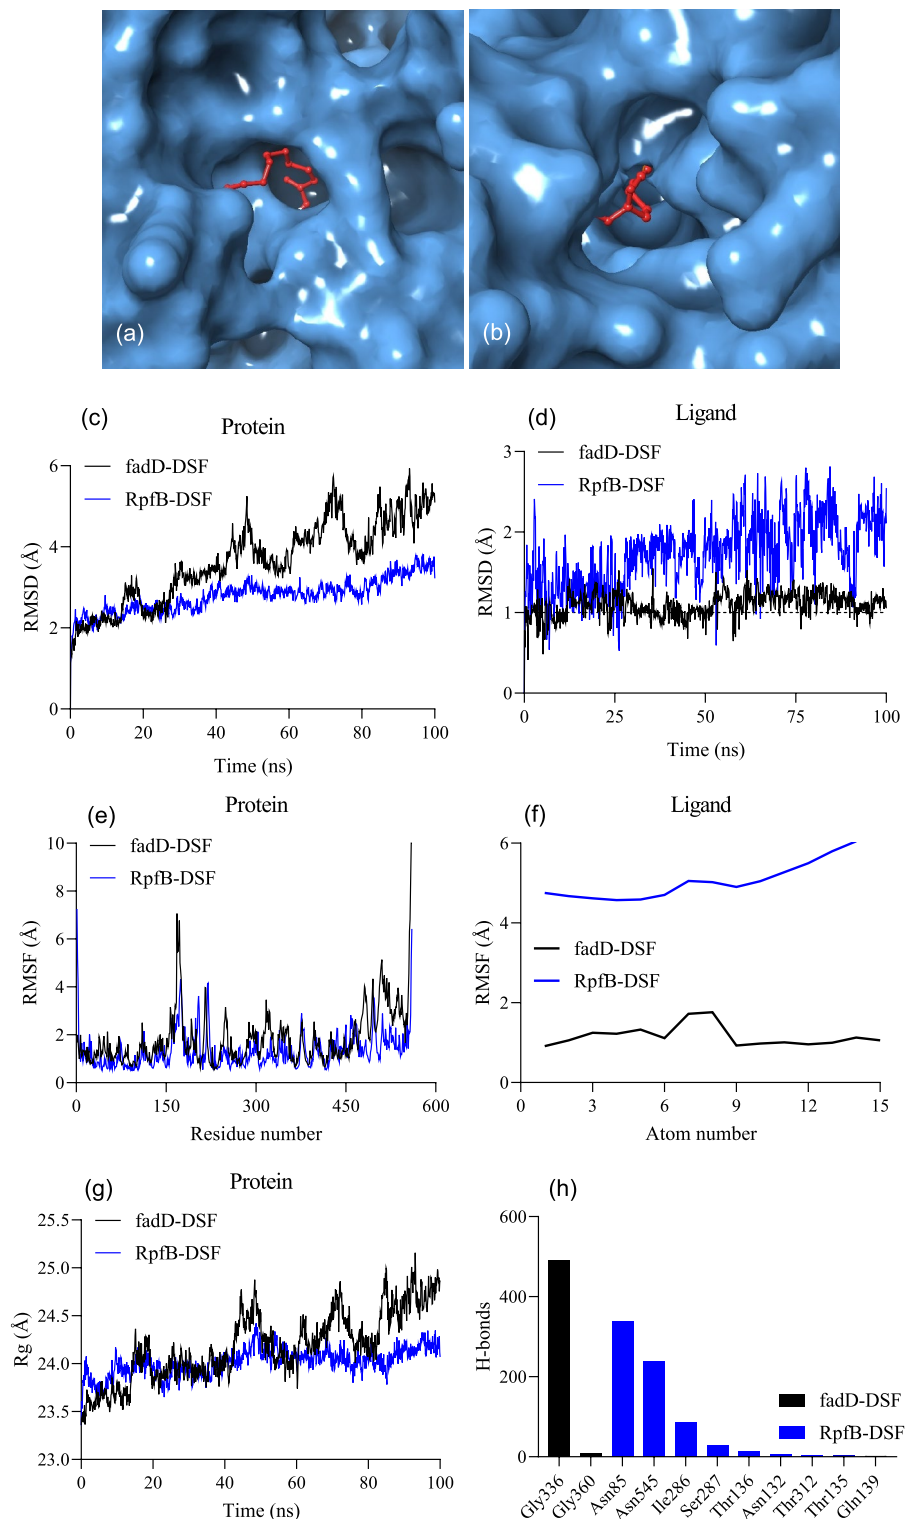 (a)
(b)
(c)
Protein
fadD-DSF
RpfB-DSF
6
4
2
0
RMSD (Å)
0 20 40 60 80 100
Time (ns)
(d)
Ligand
fadD-DSF
RpfB-DSF
3
2
1
0
RMSD (Å)
0 25 50 75 100
Time (ns)
(e)
Protein
fadD-DSF
RpfB-DSF
10
8
6
4
2
0
RMSF (Å)
0 150 300 450 600
Residue number
(f)
Ligand
6
4
2
0
RMSF (Å)
fadD-DSF
RpfB-DSF
0 3 6 9 12 15
Atom number
(g)
Protein
fadD-DSF
RpfB-DSF
25.5
25.0
24.5
24.0
23.5
23.0
Rg (Å)
0 20 40 60 80 100
Time (ns)
(h)
600
400
200
0
H-bonds
fadD-DSF
RpfB-DSF
Gly336 Gly360 Asn85 Asn545 Ile286 Ser287 Thr136 Asn132 Thr312 Thr135 Gln139